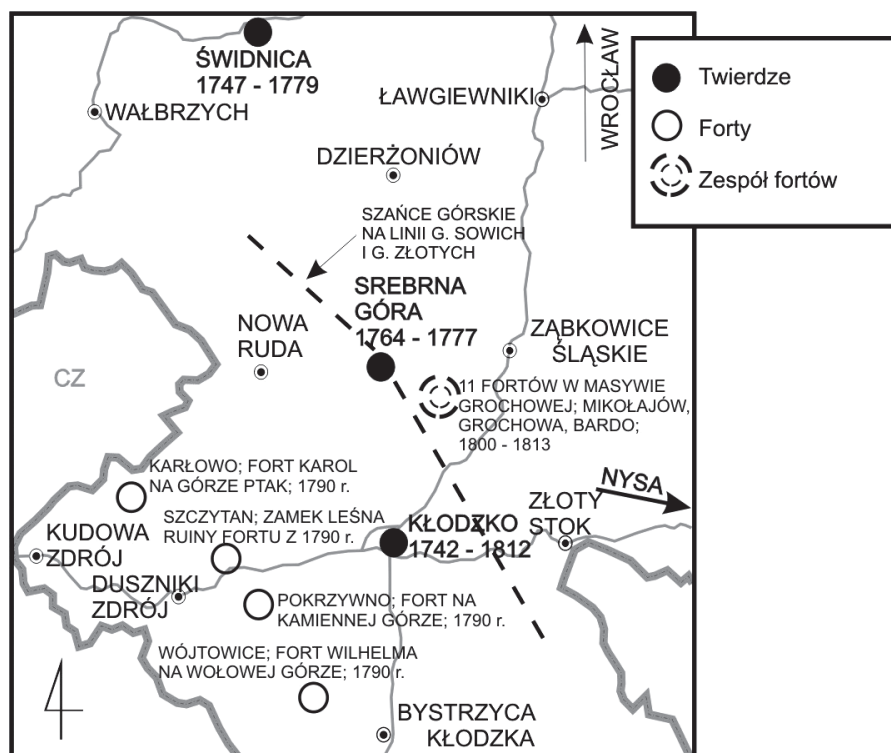 ŚWIDNICA
1747 - 1779
WAŁBRZYCH
ŁAWGIEWNIKI
WROCŁAW
Twierdze
Forty
Zespół fortów
DZIERŻONIÓW
SZAŃCE GÓRSKIE
NA LINII G. SOWICH
I G. ZŁOTYCH
SREBRNA
GÓRA
1764 - 1777
NOWA
RUDA
ZĄBKOWICE
ŚLĄSKIE
CZ
11 FORTÓW W MASYWIE
GROCHOWEJ; MIKOŁAJÓW,
GROCHOWA, BARDO;
1800 - 1813
KARŁOWO; FORT KAROL
NA GÓRZE PTAK; 1790 r.
NYSA
SZCZYTAN; ZAMEK LEŚNA
RUINY FORTU Z 1790 r.
KŁODZKO
1742 - 1812
ZŁOTY
STOK
KUDOWA
ZDRÓJ
DUSZNIKI
ZDRÓJ
POKRZYWNO; FORT NA
KAMIENNEJ GÓRZE; 1790 r.
WÓJTOWICE; FORT WILHELMA
NA WOŁOWEJ GÓRZE; 1790 r.
BYSTRZYCA
KŁODZKA